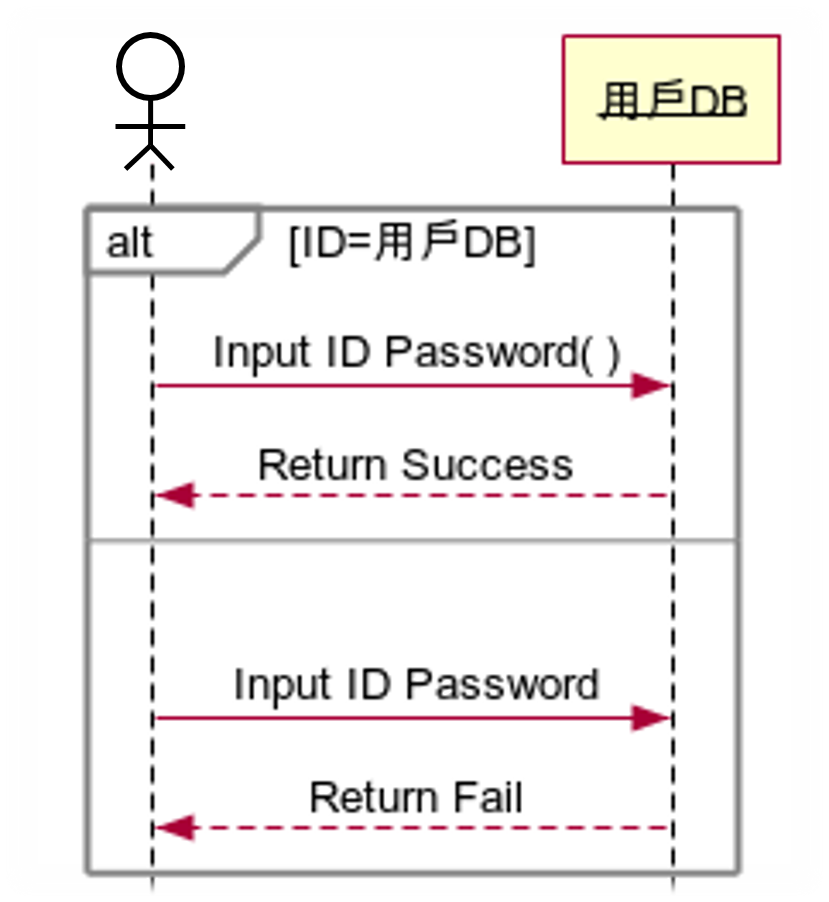 用戶DB
alt [ID=用戶DB]
Input ID Password( )
Return Success
Input ID Password
Return Fail